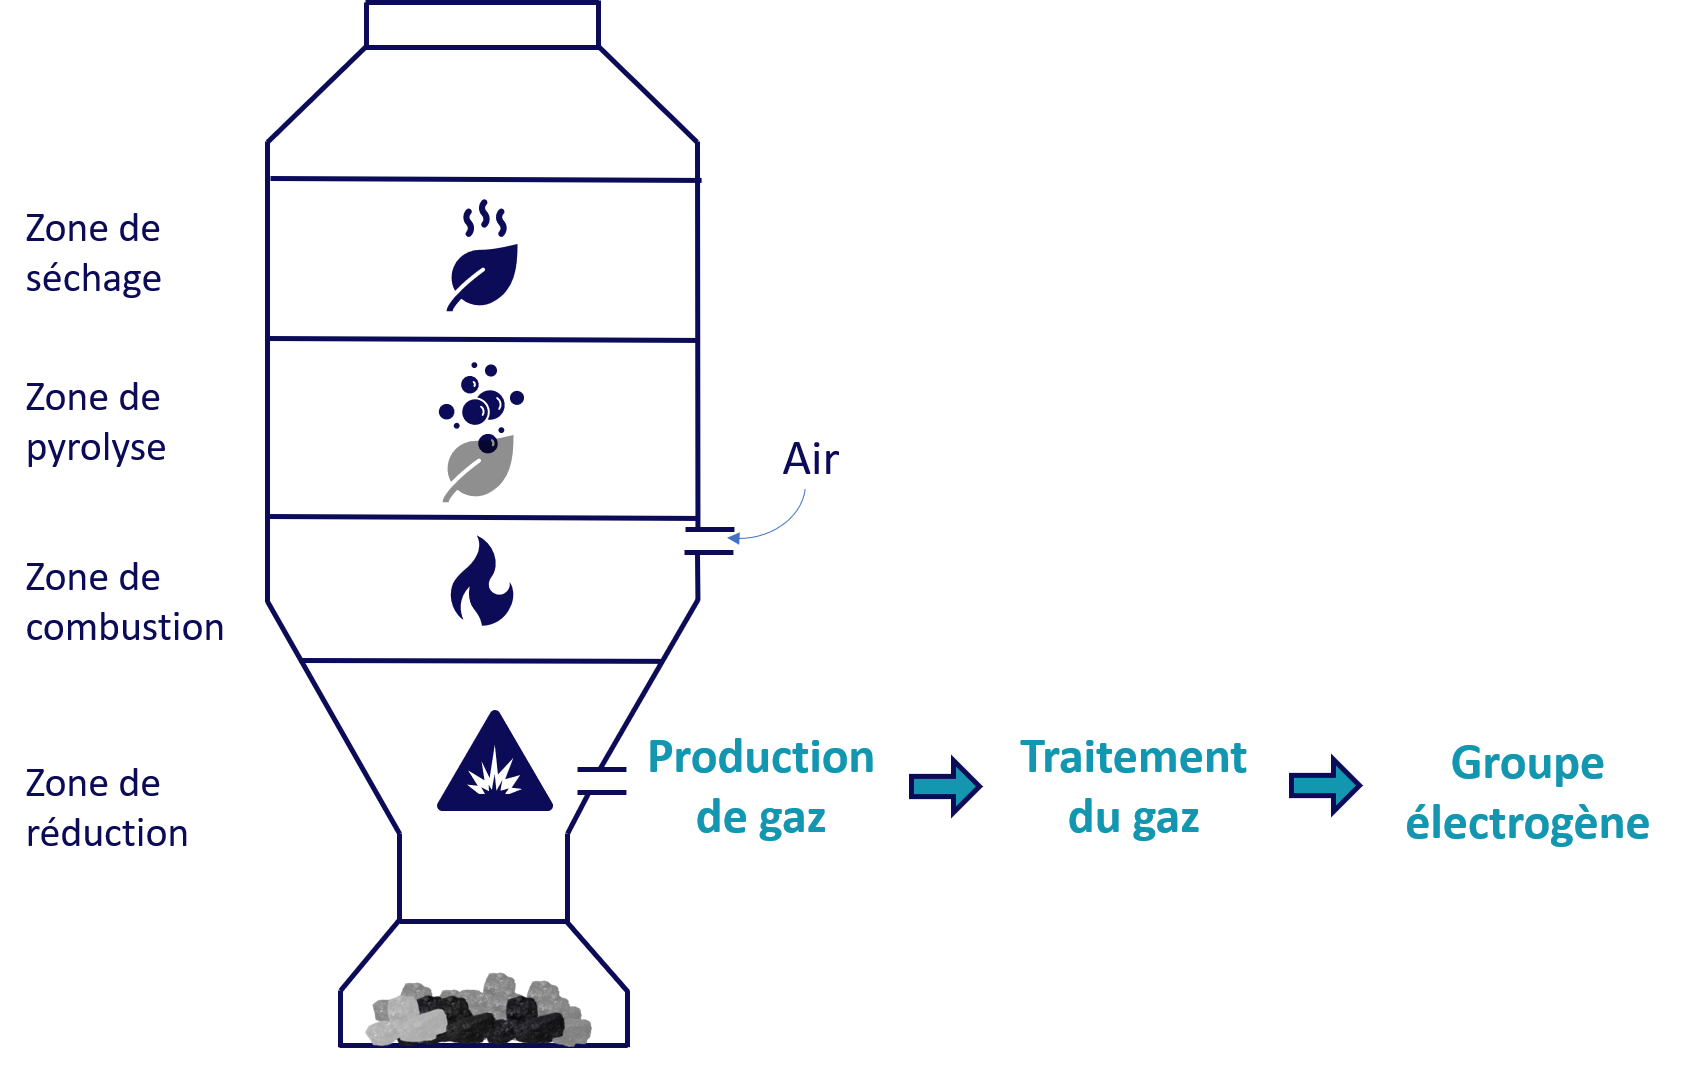 Zone de
séchage
Zone de
pyrolyse
Air
Zone de
combustion
Zone de
réduction
Production
de gaz
Traitement
du gaz
Groupe
électrogène